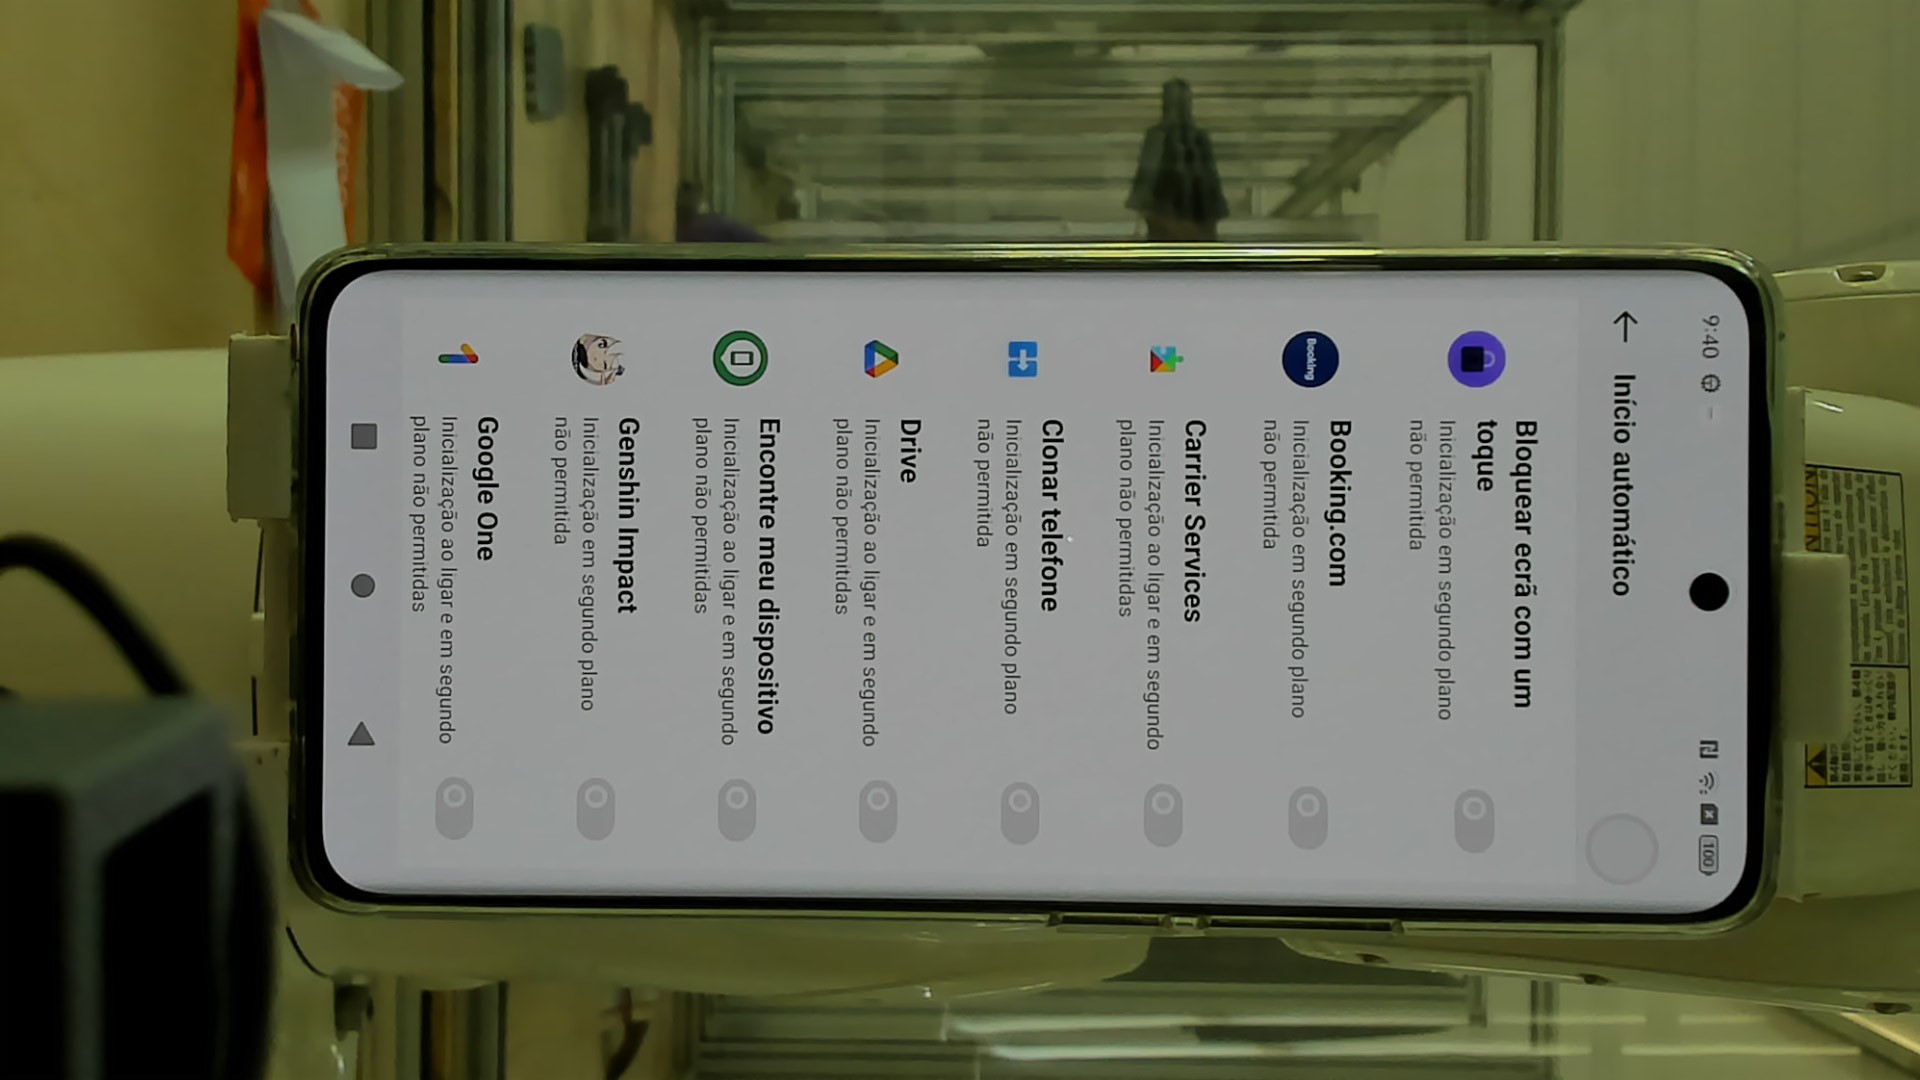 9:40
100
Início automático
Bloquear ecrã com um
toque
Inicialização em segundo plano
não permitida
Booking
Booking.com
Inicialização em segundo plano
não permitida
Carrier Services
Inicialização ao ligar e em segundo
plano não permitidas
Clonar telefone
Inicialização em segundo plano
não permitida
Drive
Inicialização ao ligar e em segundo
plano não permitidas
Encontre meu dispositivo
Inicialização ao ligar e em segundo
plano não permitidas
Genshin Impact
Inicialização em segundo plano
não permitida
Google One
Inicialização ao ligar e em segundo
plano não permitidas